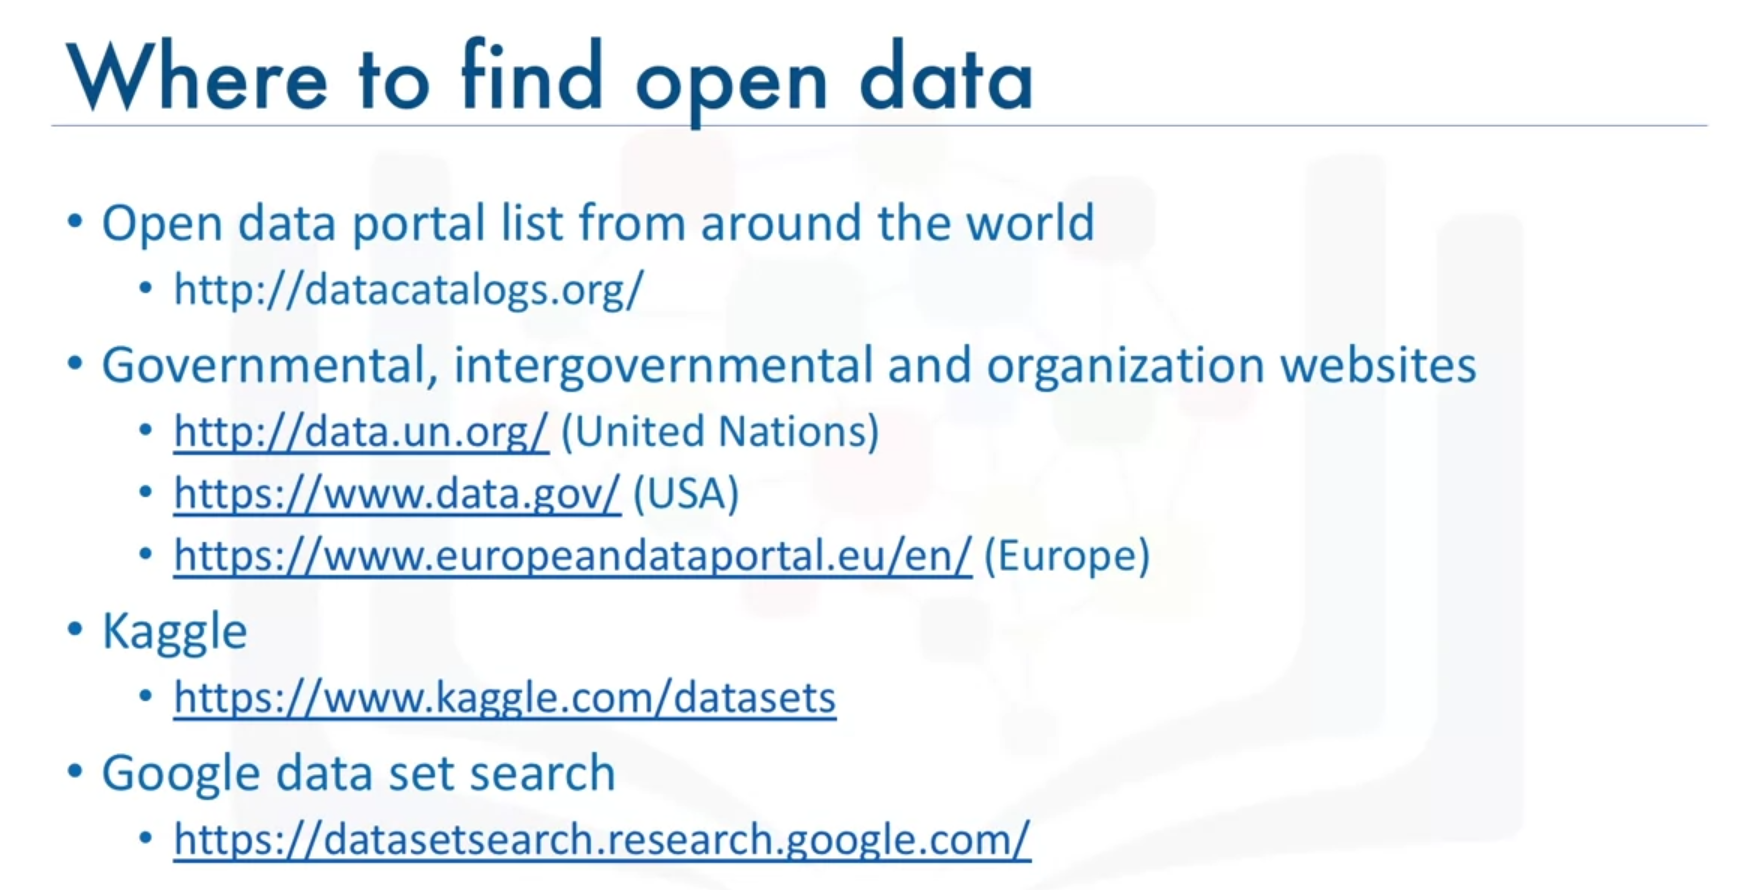 Where to find open data
• Open data portal list from around the world
• http://datacatalogs.org/
• Governmental, intergovernmental and organization websites
• http://data.un.org/ (United Nations)
• https://www.data.gov/ (USA)
• https://www.europeandataportal.eu/en/ (Europe)
• Kaggle
• https://www.kaggle.com/datasets
• Google data set search
• https://datasetsearch.research.google.com/